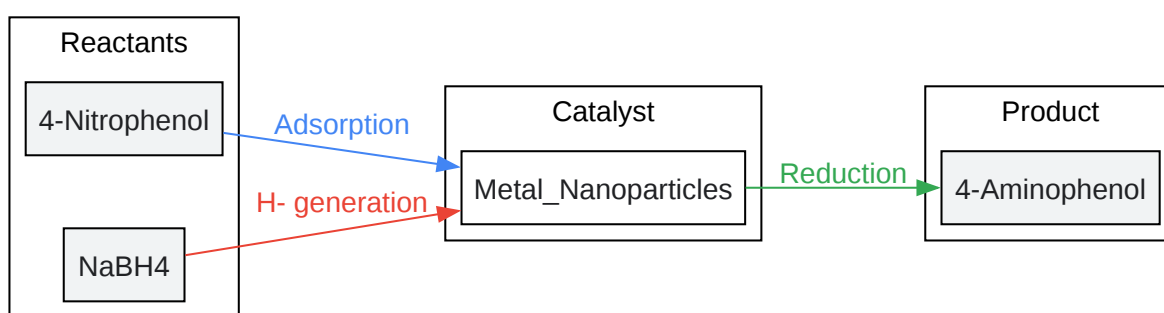 Reactants
4-Nitrophenol
NaBH4
Adsorption
H- generation
Catalyst
Metal_Nanoparticles
Reduction
Product
4-Aminophenol